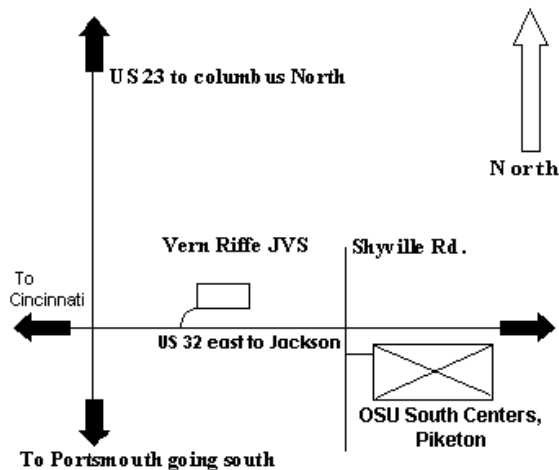 US 23 to columbus North
North
Vern Riffe JVS
Shyville Rd.
To
Cincinnati
US 32 east to Jackson
OSU South Centers,
Piketon
To Portsmouth going south